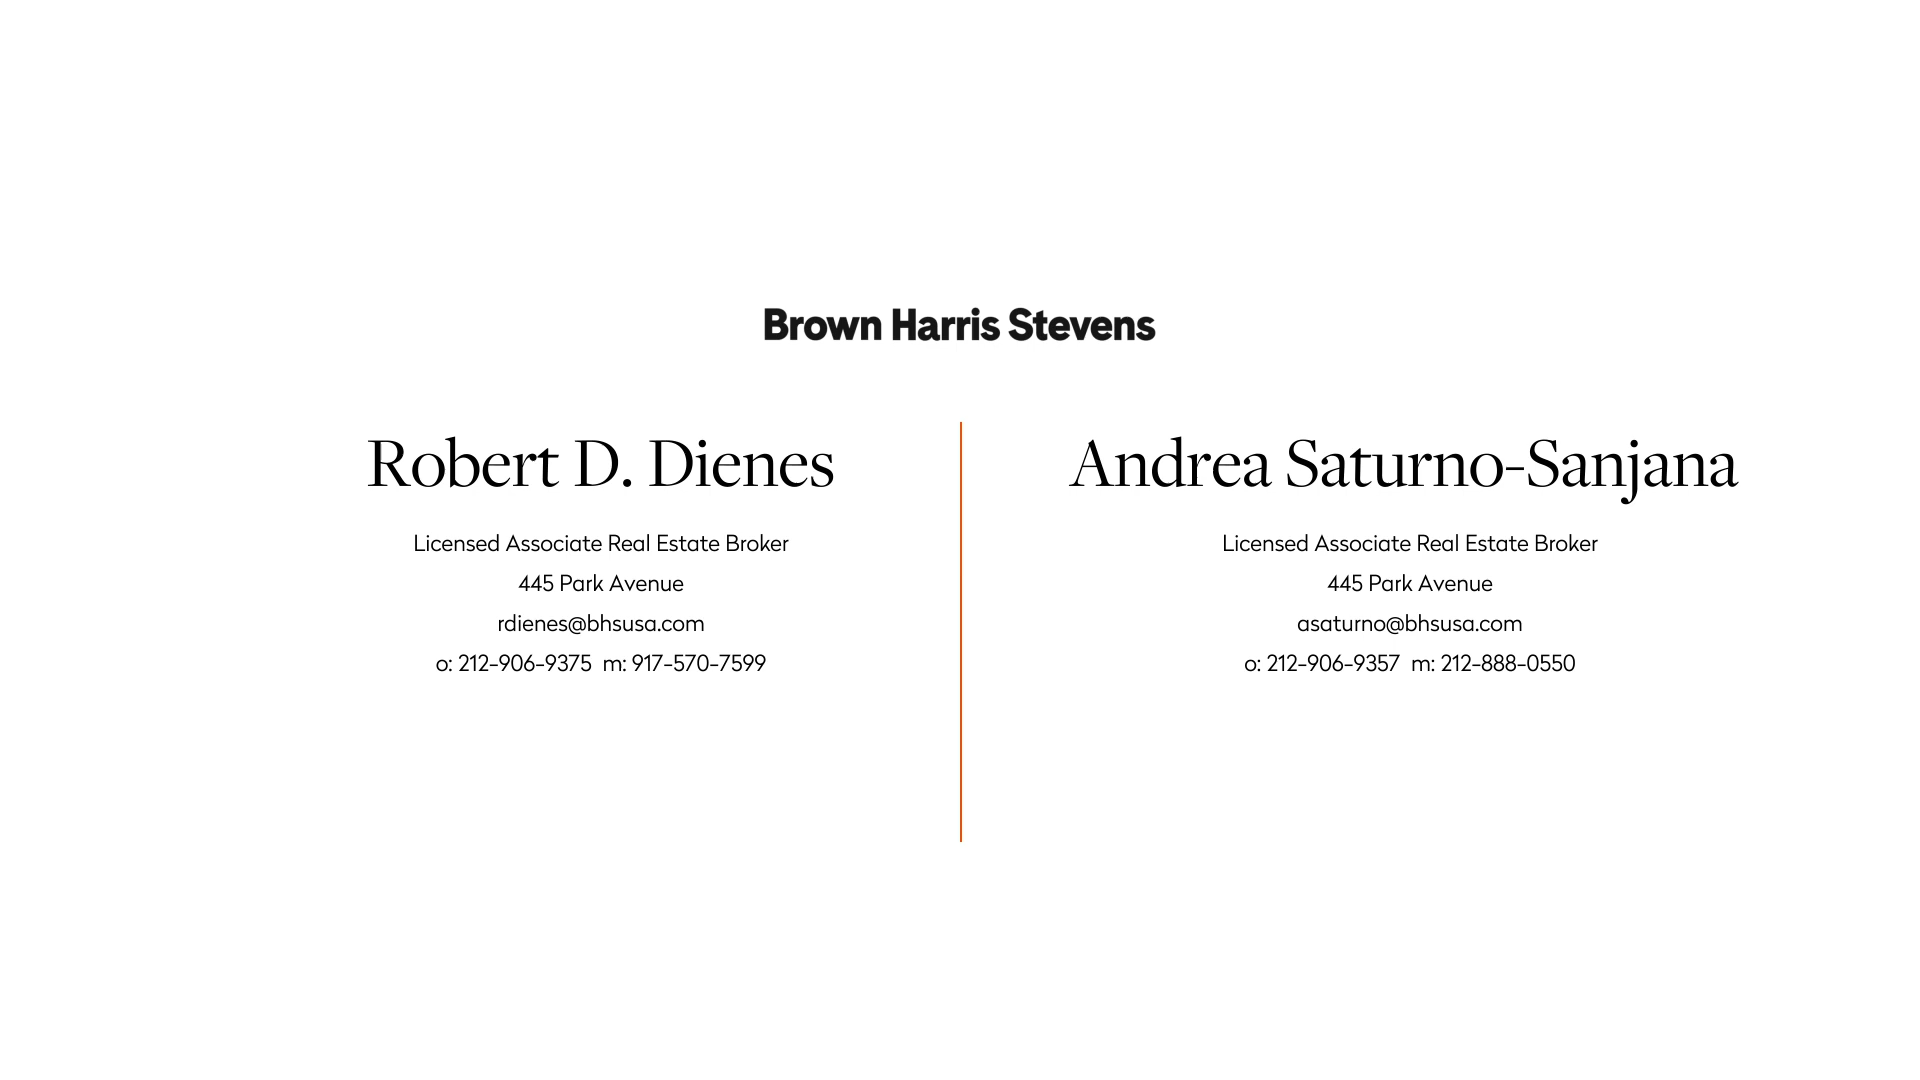 Brown Harris Stevens
Robert D. Dienes
Licensed Associate Real Estate Broker
445 Park Avenue
rdienes@bhsusa.com
o: 212-906-9375 m: 917-570-7599
Andrea Saturno-Sanjana
Licensed Associate Real Estate Broker
445 Park Avenue
asaturno@bhsusa.com
o: 212-906-9357 m: 212-888-0550